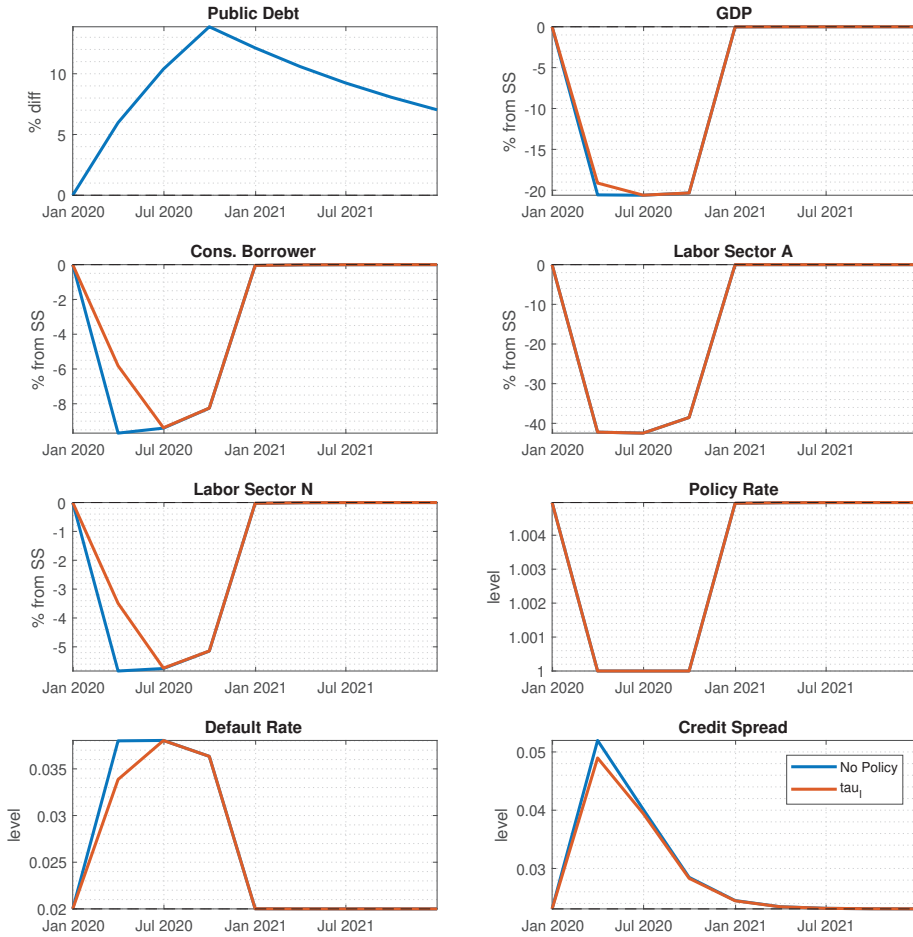 Public Debt
% diff
10
5
0
Jan 2020 Jul 2020 Jan 2021 Jul 2021
GDP
% from SS
0
-5
-10
-15
-20
Jan 2020 Jul 2020 Jan 2021 Jul 2021
Cons. Borrower
% from SS
0
-2
-4
-6
-8
Jan 2020 Jul 2020 Jan 2021 Jul 2021
Labor Sector A
% from SS
0
-10
-20
-30
-40
Jan 2020 Jul 2020 Jan 2021 Jul 2021
Labor Sector N
% from SS
0
-1
-2
-3
-4
-5
Jan 2020 Jul 2020 Jan 2021 Jul 2021
Policy Rate
level
1.004
1.003
1.002
1.001
1
Jan 2020 Jul 2020 Jan 2021 Jul 2021
Default Rate
level
0.035
0.03
0.025
0.02
Jan 2020 Jul 2020 Jan 2021 Jul 2021
Credit Spread
level
0.05
0.04
0.03
No Policy
tau_l
Jan 2020 Jul 2020 Jan 2021 Jul 2021